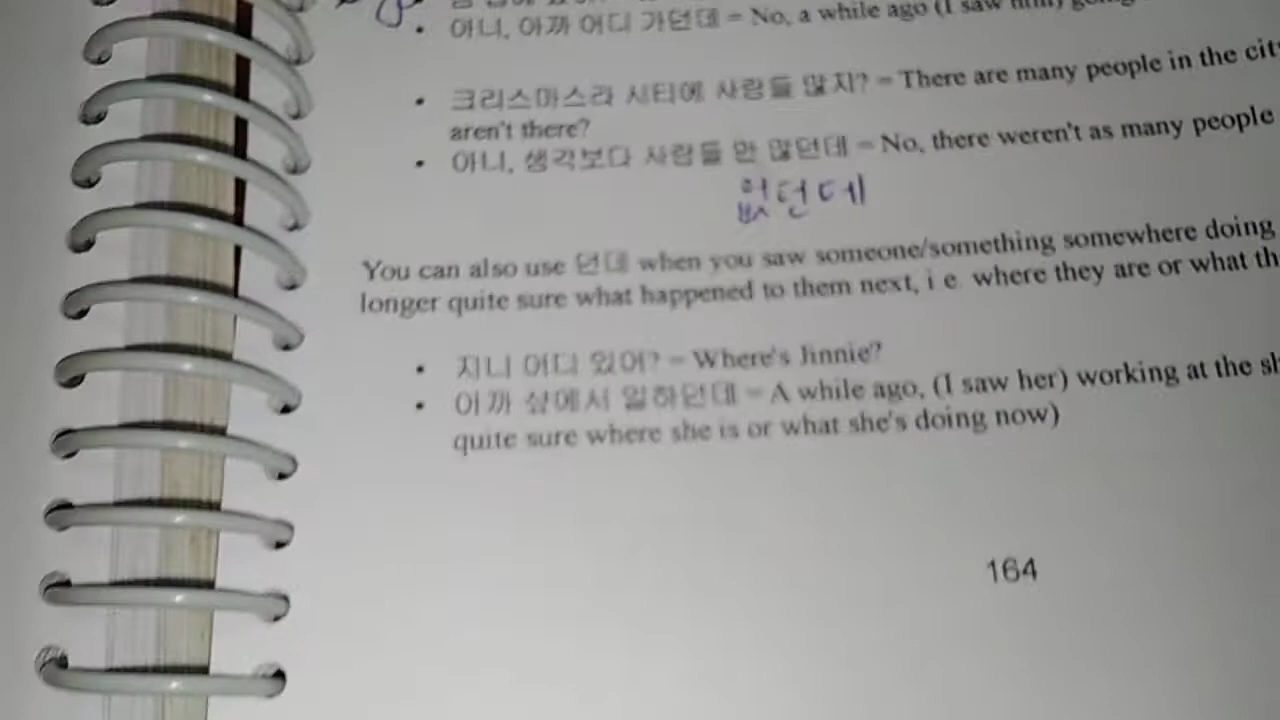 • 아니, 아까 어디 가던데 = No, a while ago (I saw him)
• 크리스마스라 시티에 사람들 많지? = There are many people in the city
aren't there?
• 아니, 생각보다 사람들 안 많던데 = No, there weren't as many people
없던데
You can also use 던데 when you saw someone/something somewhere doing
longer quite sure what happened to them next, i e. where they are or what
• 지니 어디 있어? = Where's Jinnie?
• 아까 샾에서 일하던데 = A while ago, (I saw her) working at the
quite sure where she is or what she's doing now)
164